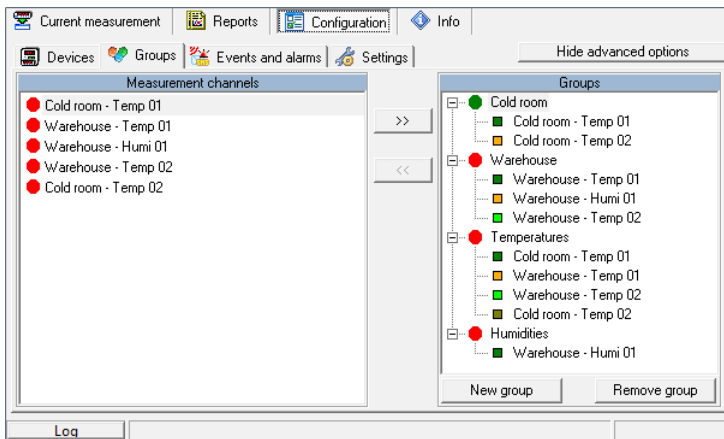 Current measurement Reports Configuration Info
Devices Groups Events and alarms Settings Hide advanced options
Measurement channels
Cold room - Temp 01
Warehouse - Temp 01
Warehouse - Humi 01
Warehouse - Temp 02
Cold room - Temp 02
>>
<<
Groups
Cold room
Cold room - Temp 01
Cold room - Temp 02
Warehouse
Warehouse - Temp 01
Warehouse - Humi 01
Warehouse - Temp 02
Temperatures
Cold room - Temp 01
Warehouse - Temp 01
Warehouse - Temp 02
Cold room - Temp 02
Humidities
Warehouse - Humi 01
New group Remove group
Log